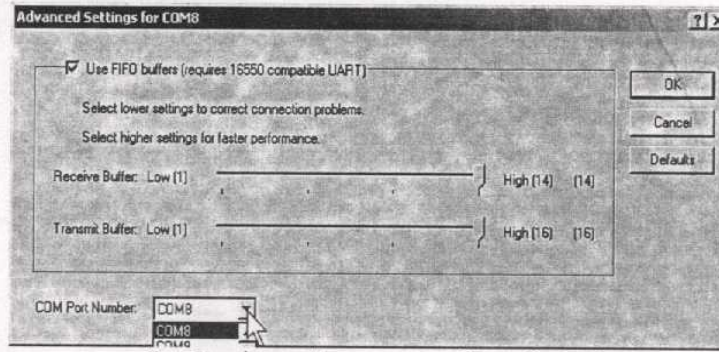 Advanced Settings for COM8
? X
Use FIFO buffers (requires 16550 compatible UART)
OK
Select lower settings to correct connection problems.
Cancel
Select higher settings for faster performance.
Defaults
Receive Buffer: Low (1) High (14) (14)
Transmit Buffer: Low (1) High (16) (16)
COM Port Number: COM8
COM8